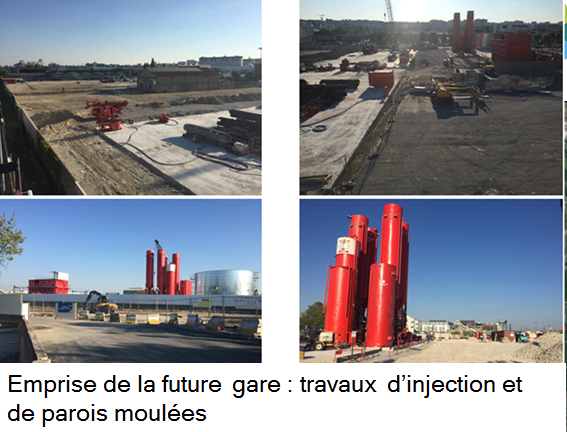 Emprise de la future gare : travaux d’injection et
de parois moulées